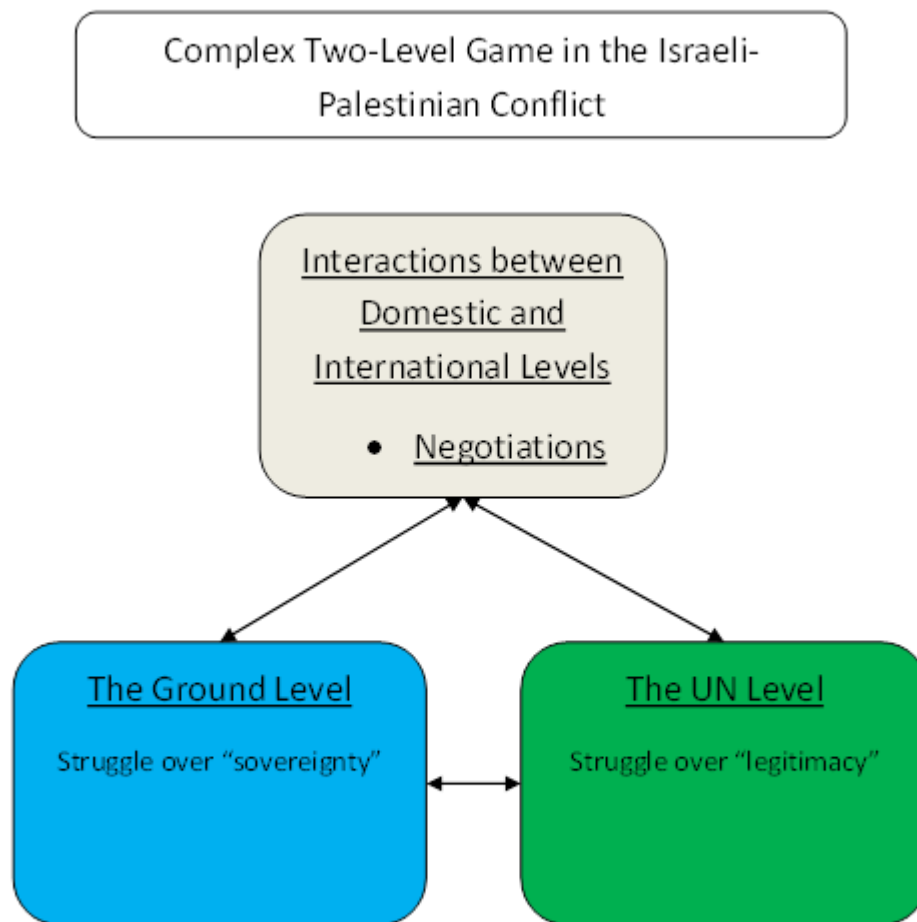 Complex Two-Level Game in the Israeli-
Palestinian Conflict
Interactions between
Domestic and
International Levels
• Negotiations
The Ground Level
Struggle over “sovereignty”
The UN Level
Struggle over “legitimacy”